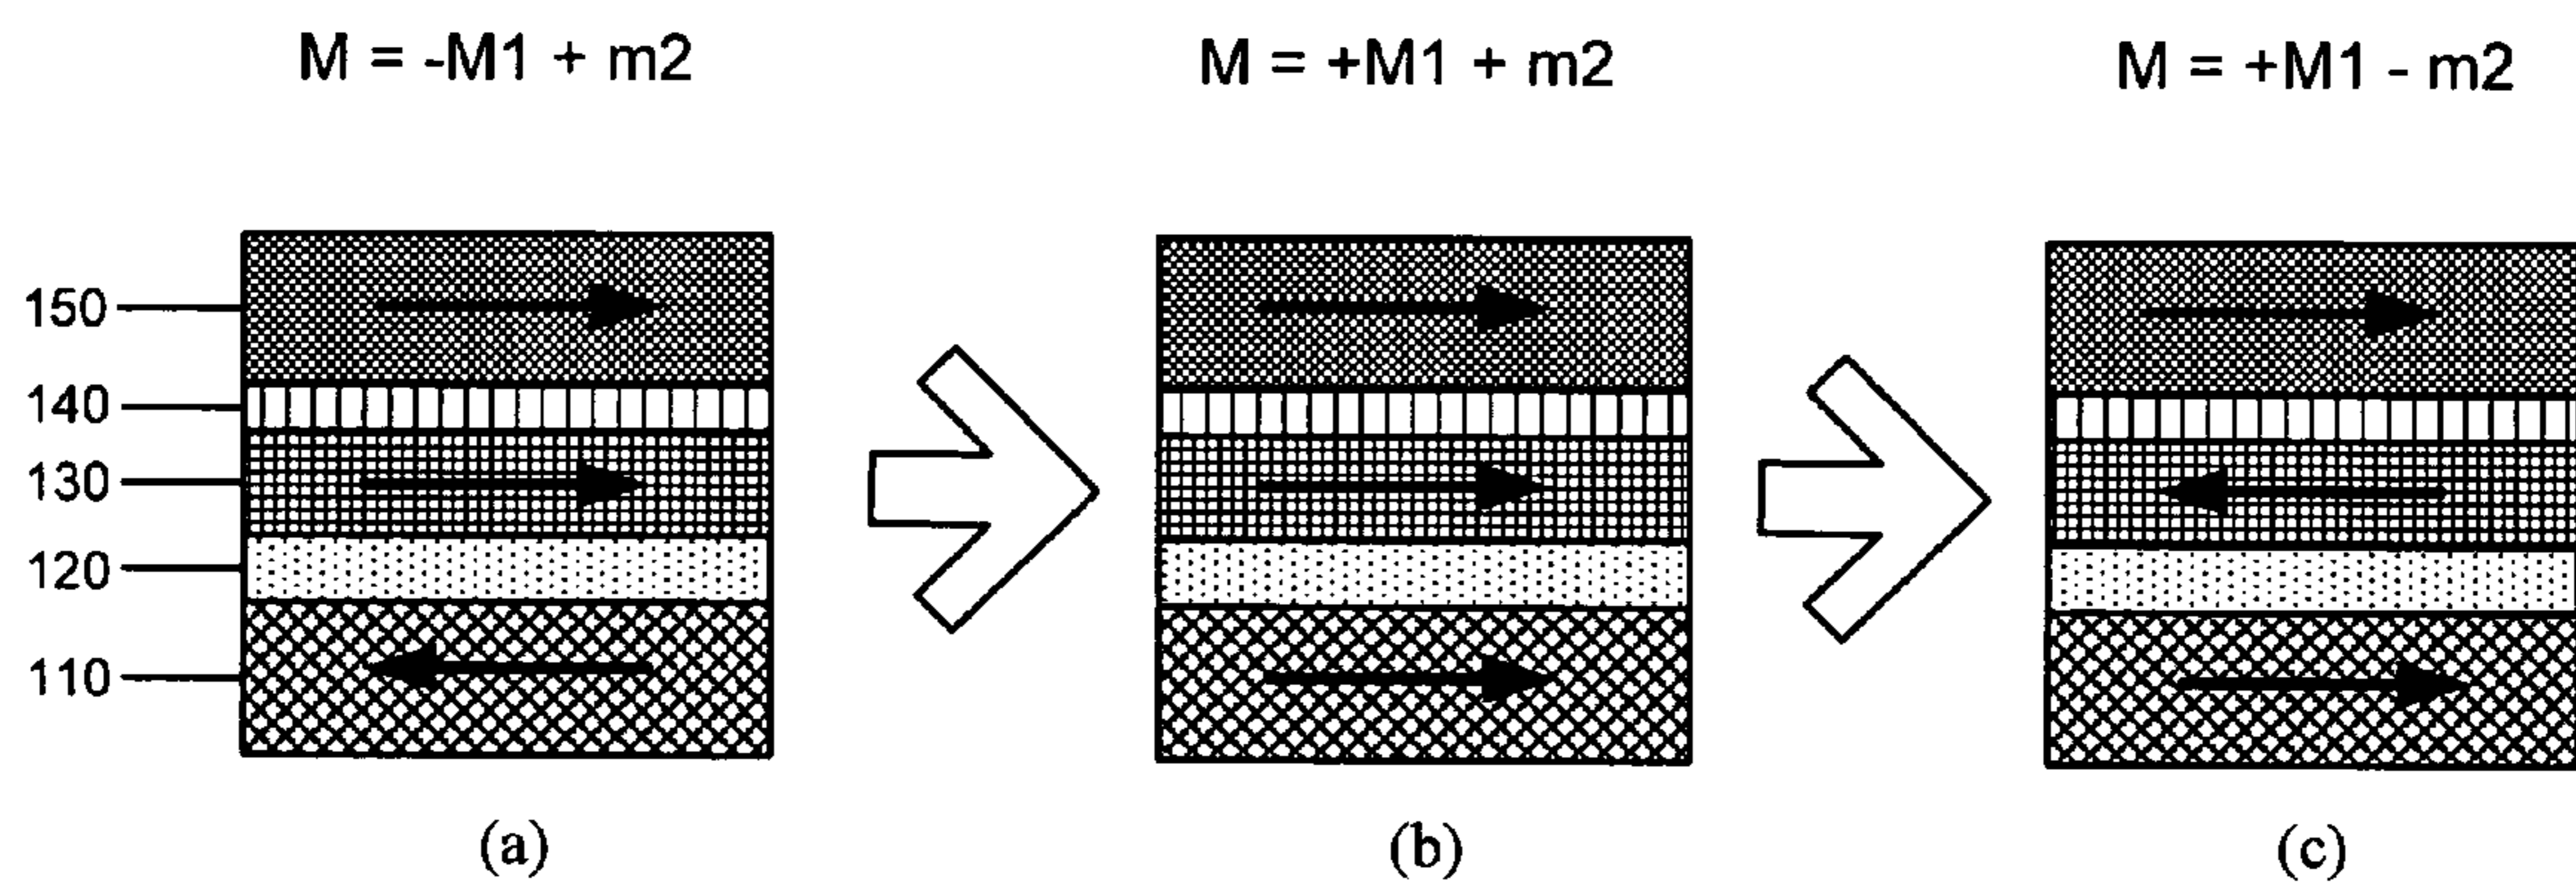 M = -M1 + m2
M = +M1 + m2
M = +M1 - m2
150
140
130
120
110
(a)
(b)
(c)